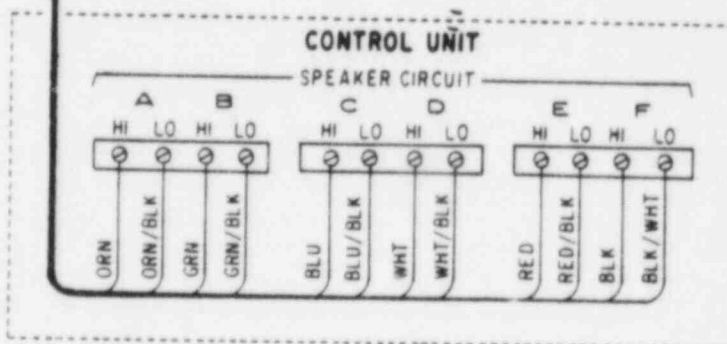 CONTROL UNIT
SPEAKER CIRCUIT
A B C D E F
HI LO HI LO HI LO HI LO HI LO HI LO
ORN ORN/BLK GRN GRN/BLK BLU BLU/BLK WHT WHT/BLK RED RED/BLK BLK BLK/WHT